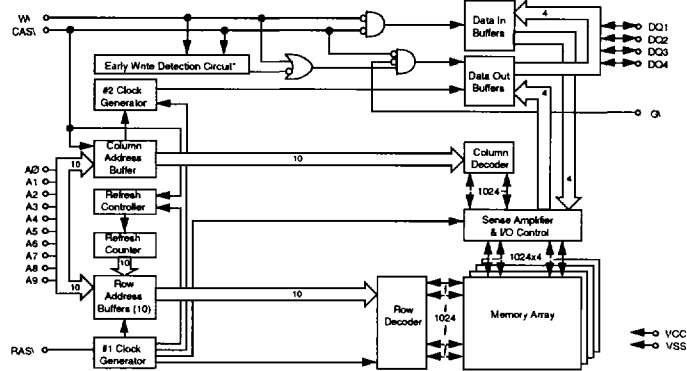 W\
CAS\
Early Write Detection Circuit*
#2 Clock
Generator
Data In
Buffers
4
Data Out
Buffers
4
DQ1
DQ2
DQ3
DQ4
G\
Column
Address
Buffer
10
10
Column
Decoder
1024
4
A0
A1
A2
A3
A4
A5
A6
A7
A8
A9
Refresh
Controller
Refresh
Counter
10
Sense Amplifier
& I/O Control
1024x4
10
Row
Address
Buffers (10)
10
Row
Decoder
1024
Memory Array
RAS\
#1 Clock
Generator
VCC
VSS